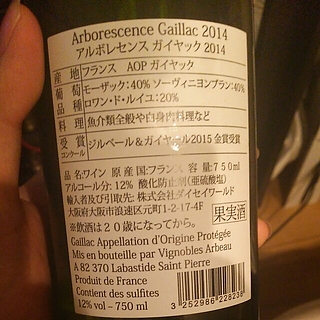 Arborescence Gaillac 2014
アルボレセンス ガイヤック 2014
産地 フランス AOP ガイヤック
葡萄品種 モーザック:40% ソーヴィニヨンブラン:40%
ロワン・ド・ルイユ:20%
料理 魚介類全般や白身肉料理など
受賞コンクール ジルベール&ガイヤール2015 金賞受賞
品名:ワイン 原産国:フランス 容量:750ml
アルコール分:12% 酸化防止剤(亜硫酸塩)
輸入者及び引取先:株式会社ダイセイワールド
大阪府大阪市浪速区元町1-2-17-4F
※飲酒は20歳になってから。
果実酒
Gaillac Appellation d'Origine Protégée
Mis en bouteille par Vignobles Arbeau
A 82 370 Labastide Saint Pierre
Produit de France
Contient des sulfites
12% vol – 750 ml
3 252986 228238